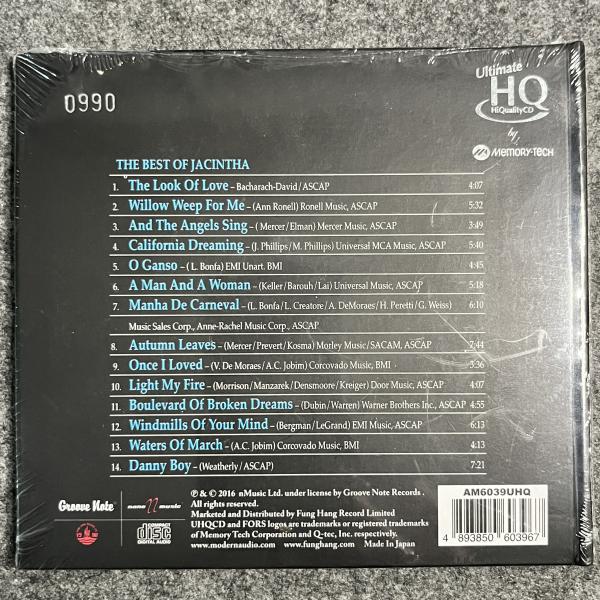 0990
Ultimate
HQ
HiQualityCD
by
MEMORY-TECH
THE BEST OF JACINTHA
1. The Look Of Love – Bacharach-David/ASCAP 4:07
2. Willow Weep For Me – (Ann Ronell) Ronell Music, ASCAP 5:32
3. And The Angels Sing – ( Mercer/Elman) Mercer Music, ASCAP 3:49
4. California Dreaming – (J. Phillips/M. Phillips) Universal MCA Music, ASCAP 5:40
5. O Ganso – ( L. Bonfa) EMI Unart. BMI 4:45
6. A Man And A Woman – (Keller/Barouh/Lai) Universal Music, ASCAP 5:18
7. Manha De Carneval – (L. Bonfa/L. Creatore/A. DeMoraes/H. Peretti/G. Weiss) 6:10
Music Sales Corp., Anne-Rachel Music Corp., ASCAP
8. Autumn Leaves – (Mercer/Prevert/Kosma) Morley Music/SACAM, ASCAP 7:44
9. Once I Loved – (V. De Moraes/A.C. Jobim) Corcovado Music, BMI 5:36
10. Light My Fire – (Morrison/Manzarek/Densmoore/Kreiger) Door Music, ASCAP 4:07
11. Boulevard Of Broken Dreams – (Dubin/Warren) Warner Brothers Inc., ASCAP 4:55
12. Windmills Of Your Mind – (Bergman/LeGrand) EMI Music, ASCAP 6:13
13. Waters Of March – (A.C. Jobim) Corcovado Music, BMI 4:13
14. Danny Boy – (Weatherly/ASCAP) 7:21
Groove Note
nano n music
COMPACT
disc
DIGITAL AUDIO
℗ & © 2016 nMusic Ltd. under license by Groove Note Records .
All rights reserved.
Marketed and Distributed by Fung Hang Record Limited
UHQCD and FORS logos are trademarks or registered trademarks
of Memory Tech Corporation and Q-tec, Inc. respectively.
www.modernaudio.com www.funghang.com Made In Japan
AM6039UHQ
4 893850 603967